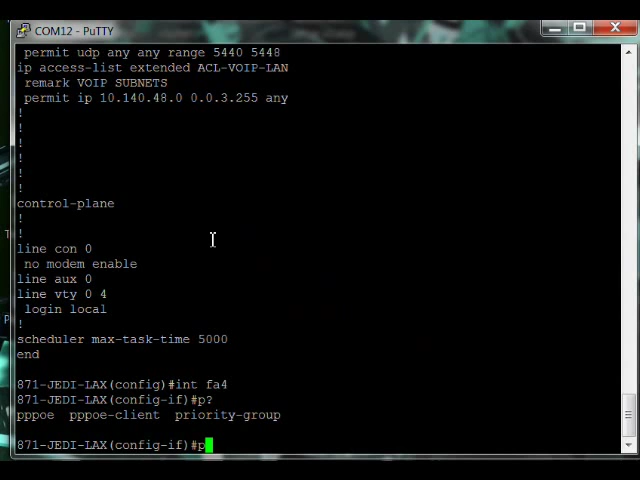 COM12 - PuTTY
permit udp any any range 5440 5448
ip access-list extended ACL-VOIP-LAN
remark VOIP SUBNETS
permit ip 10.140.48.0 0.0.3.255 any
!
!
!
!
!
!
control-plane
!
!
line con 0
no modem enable
line aux 0
line vty 0 4
login local
!
scheduler max-task-time 5000
end
871-JEDI-LAX(config)#int fa4
871-JEDI-LAX(config-if)#p?
pppoe  pppoe-client  priority-group
871-JEDI-LAX(config-if)#p